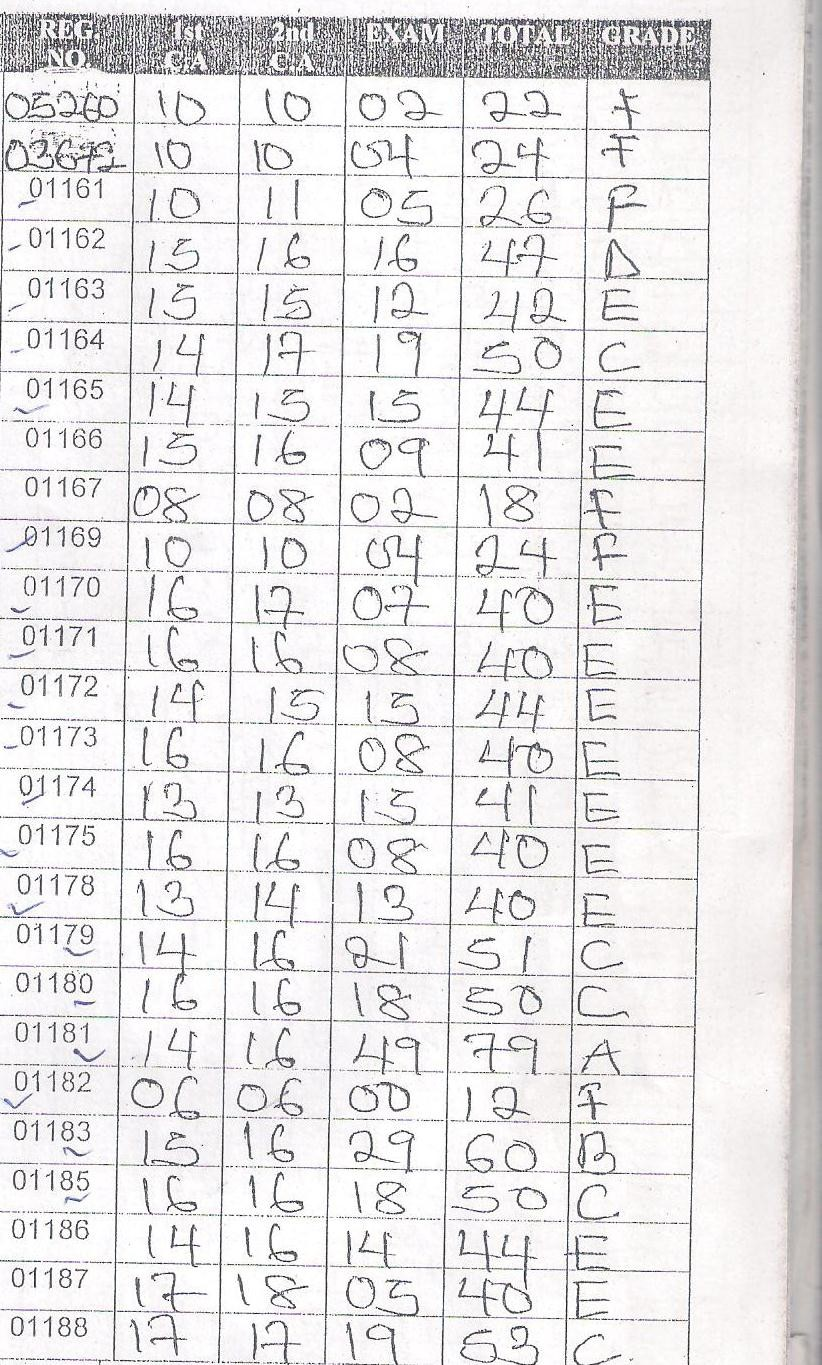 REG. NO. 1st C.A 2nd C.A EXAM TOTAL GRADE
05260 10 10 02 22 F
03672 10 10 04 24 F
01161 10 11 05 26 F
01162 15 16 16 47 D
01163 15 15 12 42 E
01164 14 17 19 50 C
01165 14 15 15 44 E
01166 15 16 09 41 E
01167 08 08 02 18 F
01169 10 10 04 24 F
01170 16 17 07 40 E
01171 16 16 08 40 E
01172 14 15 15 44 E
01173 16 16 08 40 E
01174 13 13 15 41 E
01175 16 16 08 40 E
01178 13 14 13 40 E
01179 14 16 21 51 C
01180 16 16 18 50 C
01181 14 16 49 79 A
01182 06 06 00 12 F
01183 15 16 29 60 B
01185 16 16 18 50 C
01186 14 16 14 44 E
01187 17 18 05 40 E
01188 17 17 19 53 C